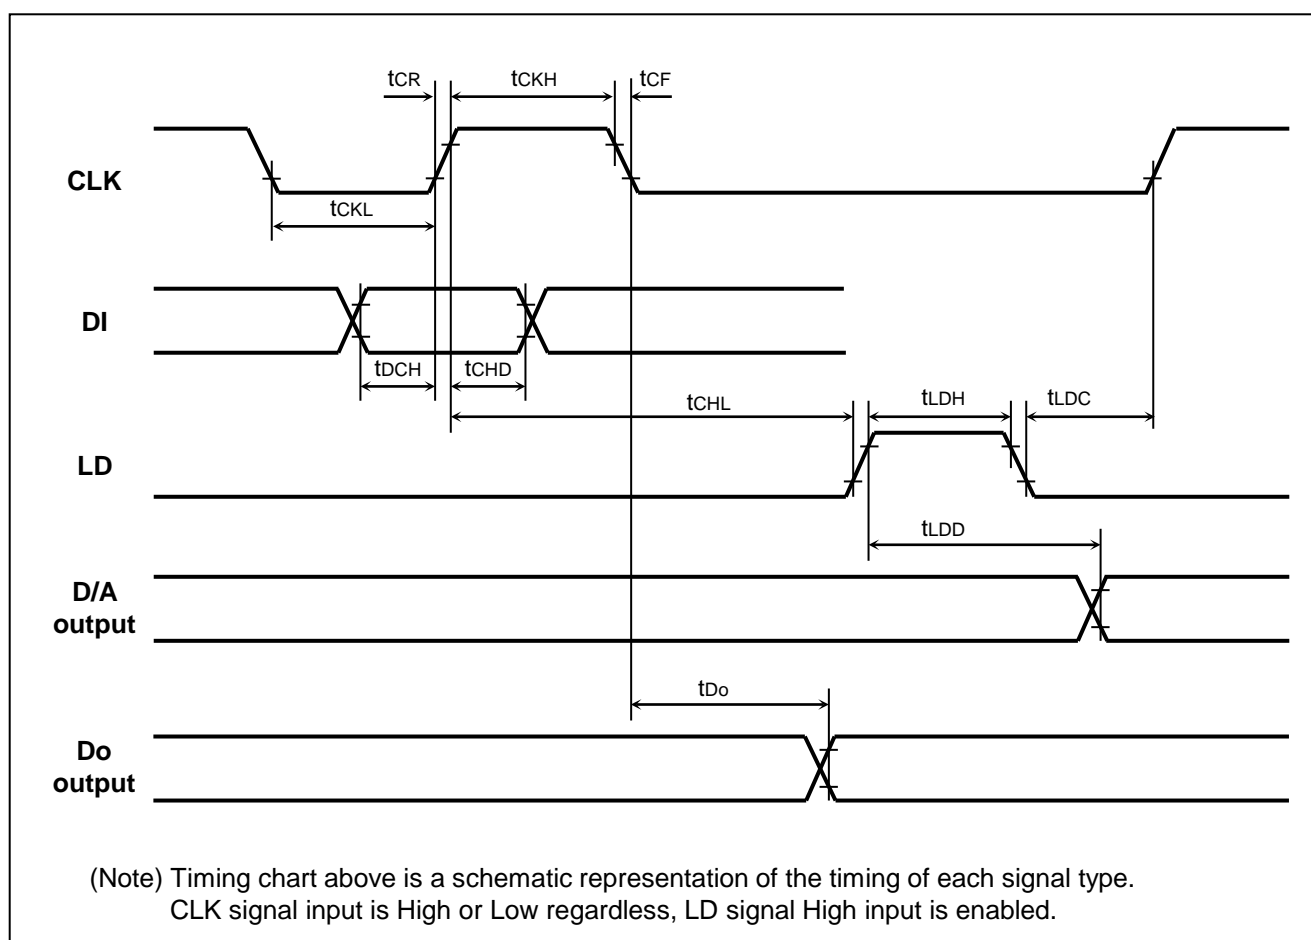 tCR
tCKH
tCF
CLK
tCKL
DI
tDCH
tCHD
tCHL
tLDH
tLDC
LD
tLDD
D/A
output
tDo
Do
output
(Note) Timing chart above is a schematic representation of the timing of each signal type.
CLK signal input is High or Low regardless, LD signal High input is enabled.